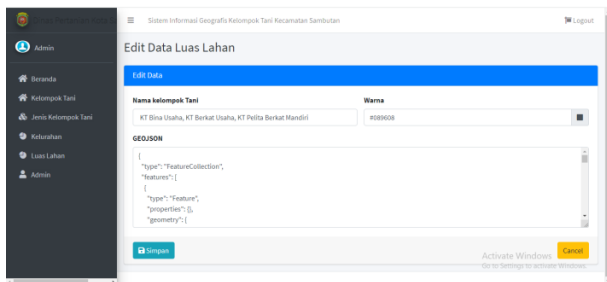 Sistem Informasi Geografis Kelompok Tani Kecamatan Sambutan
Logout
Admin
Beranda
Kelompok Tani
Jenis Kelompok Tani
Kelurahan
Luas Lahan
Admin
Edit Data Luas Lahan
Edit Data
Nama kelompok Tani
Warna
KT Bina Usaha, KT Berkat Usaha, KT Pelita Berkat Mandiri
#089608
GEOJSON
{
"type": "FeatureCollection",
"features": [
{
"type": "Feature",
"properties": {},
"geometry": {
Simpan
Cancel
Activate Windows
Go to Settings to activate Windows.